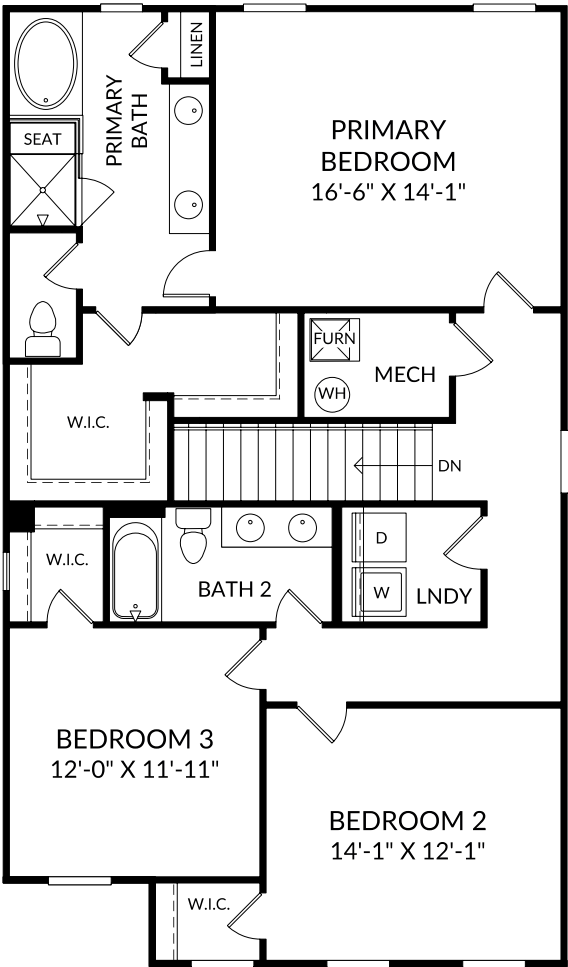 LINEN
PRIMARY
BATH
SEAT
PRIMARY
BEDROOM
16'-6" X 14'-1"
FURN
MECH
WH
W.I.C.
DN
D
W.I.C.
BATH 2
W
LNDY
BEDROOM 3
12'-0" X 11'-11"
BEDROOM 2
14'-1" X 12'-1"
W.I.C.